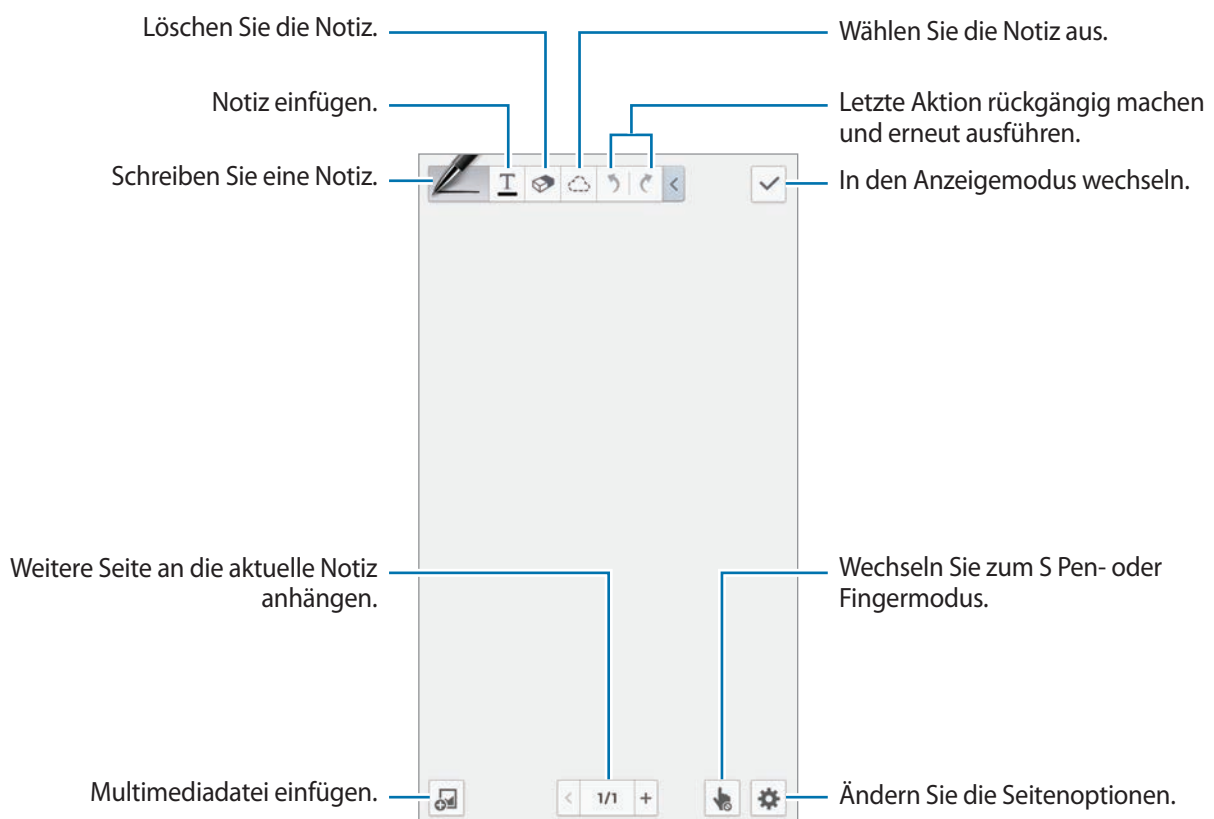 Löschen Sie die Notiz.
Wählen Sie die Notiz aus.
Notiz einfügen.
Letzte Aktion rückgängig machen
und erneut ausführen.
Schreiben Sie eine Notiz.
T
In den Anzeigemodus wechseln.
Weitere Seite an die aktuelle Notiz
anhängen.
Wechseln Sie zum S Pen- oder
Fingermodus.
Multimediadatei einfügen.
< 1/1 +
Ändern Sie die Seitenoptionen.